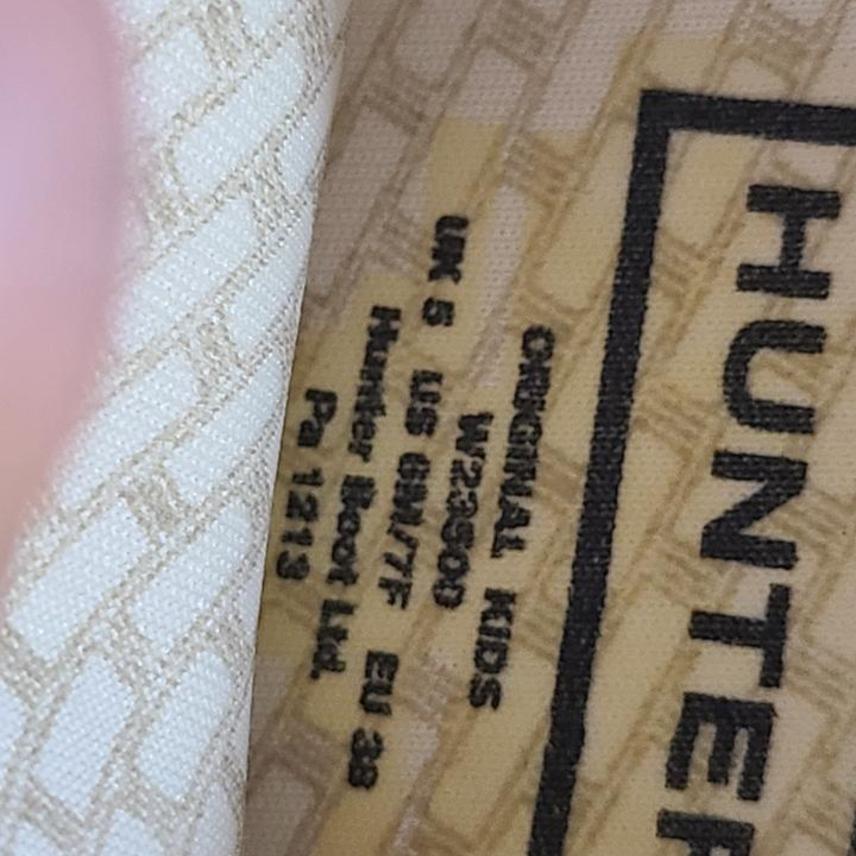 HUNTER
ORIGINAL KIDS
W23500
UK 5 US 6M/7F EU 38
Hunter Boot Ltd.
Pa 1213